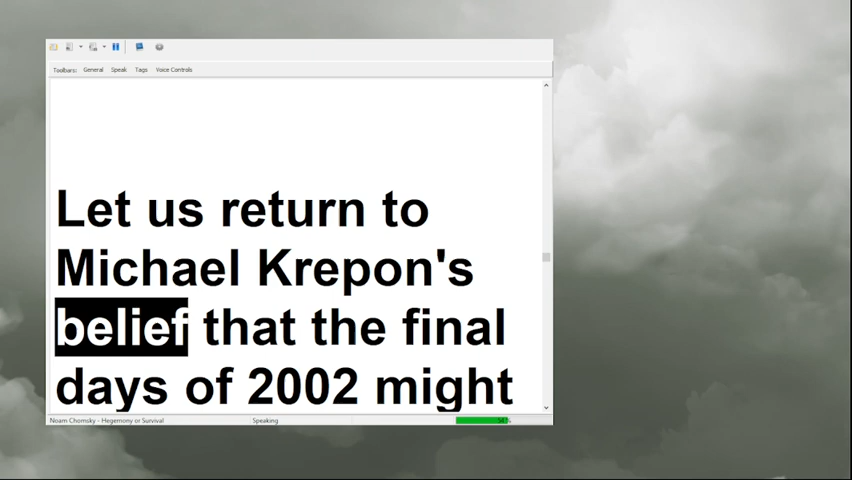 Toolbars: General Speak Tags Voice Controls
Let us return to
Michael Krepon's
belief that the final
days of 2002 might
Noam Chomsky - Hegemony or Survival Speaking